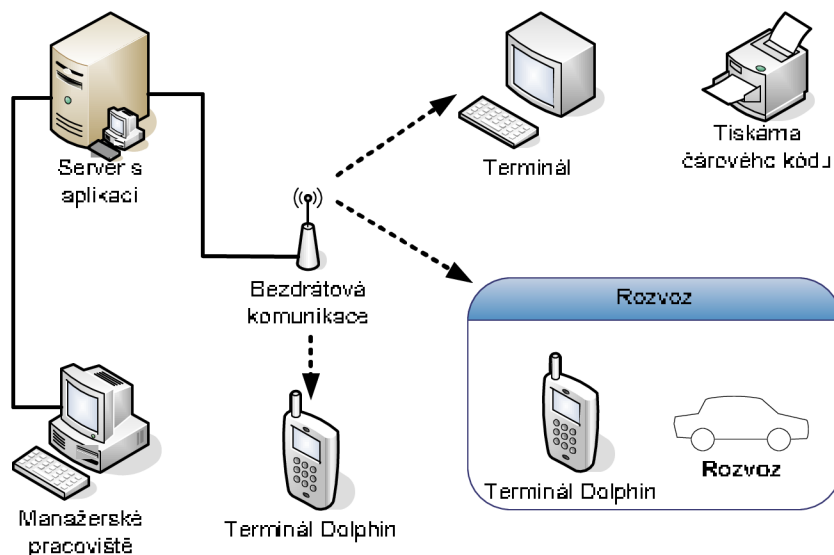 Server s
aplikací
Terminál
Tiskárna
čárového kódu
Bezdrátová
komunikace
Rozvoz
Terminál Dolphin
Rozvoz
Manažerské
pracoviště
Terminál Dolphin